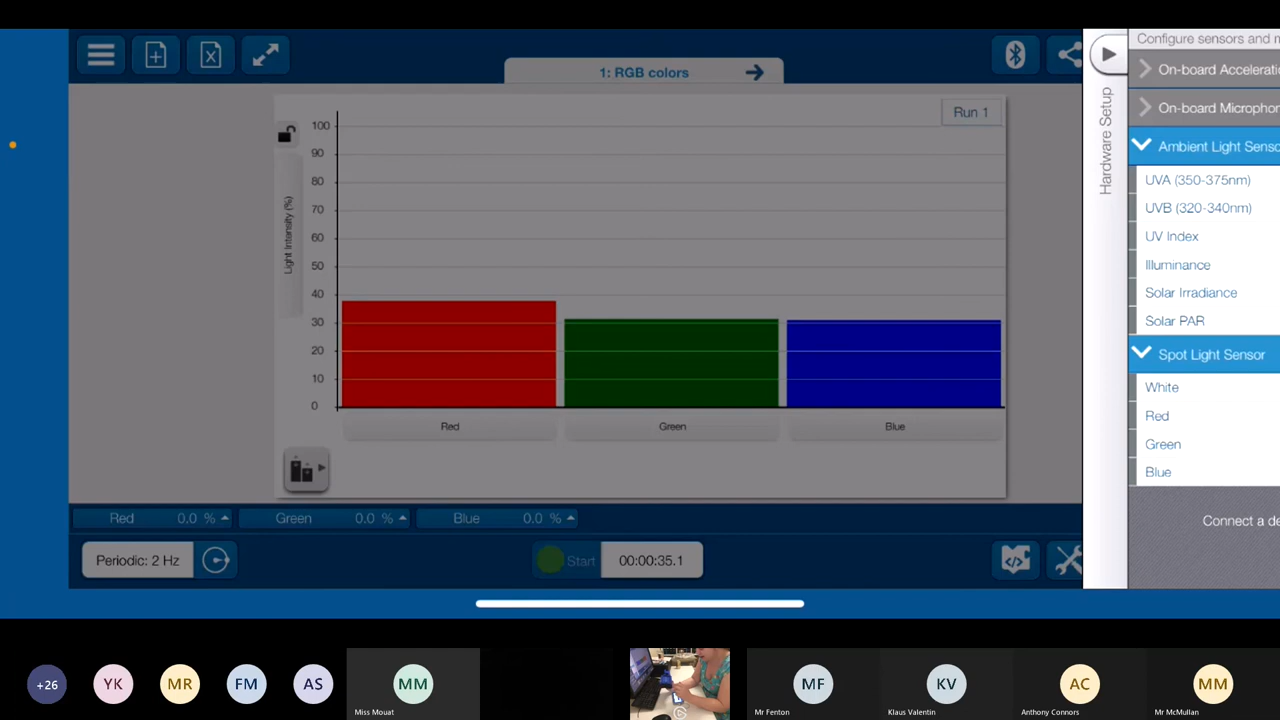 Configure sensors and m
1: RGB colors
On-board Accelerati
On-board Microphor
Hardware Setup
Run 1
Ambient Light Senso
100
90
80
70
60
50
40
30
20
10
0
Light Intensity (%)
UVA (350-375nm)
UVB (320-340nm)
UV Index
Illuminance
Solar Irradiance
Solar PAR
Spot Light Sensor
White
Red
Green
Blue
Red Green Blue
Connect a de
Red 0.0 % Green 0.0 % Blue 0.0 %
Periodic: 2 Hz Start 00:00:35.1
+26 YK MR FM AS MM MF KV AC MM
Miss Mouat Mr Fenton Klaus Valentin Anthony Connors Mr McMullan